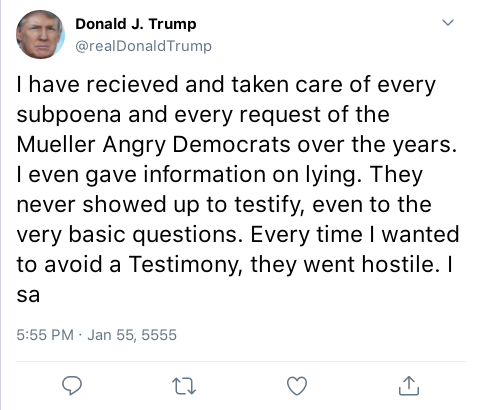 Donald J. Trump
@realDonaldTrump
I have recieved and taken care of every
subpoena and every request of the
Mueller Angry Democrats over the years.
I even gave information on lying. They
never showed up to testify, even to the
very basic questions. Every time I wanted
to avoid a Testimony, they went hostile. I
sa
5:55 PM · Jan 55, 5555